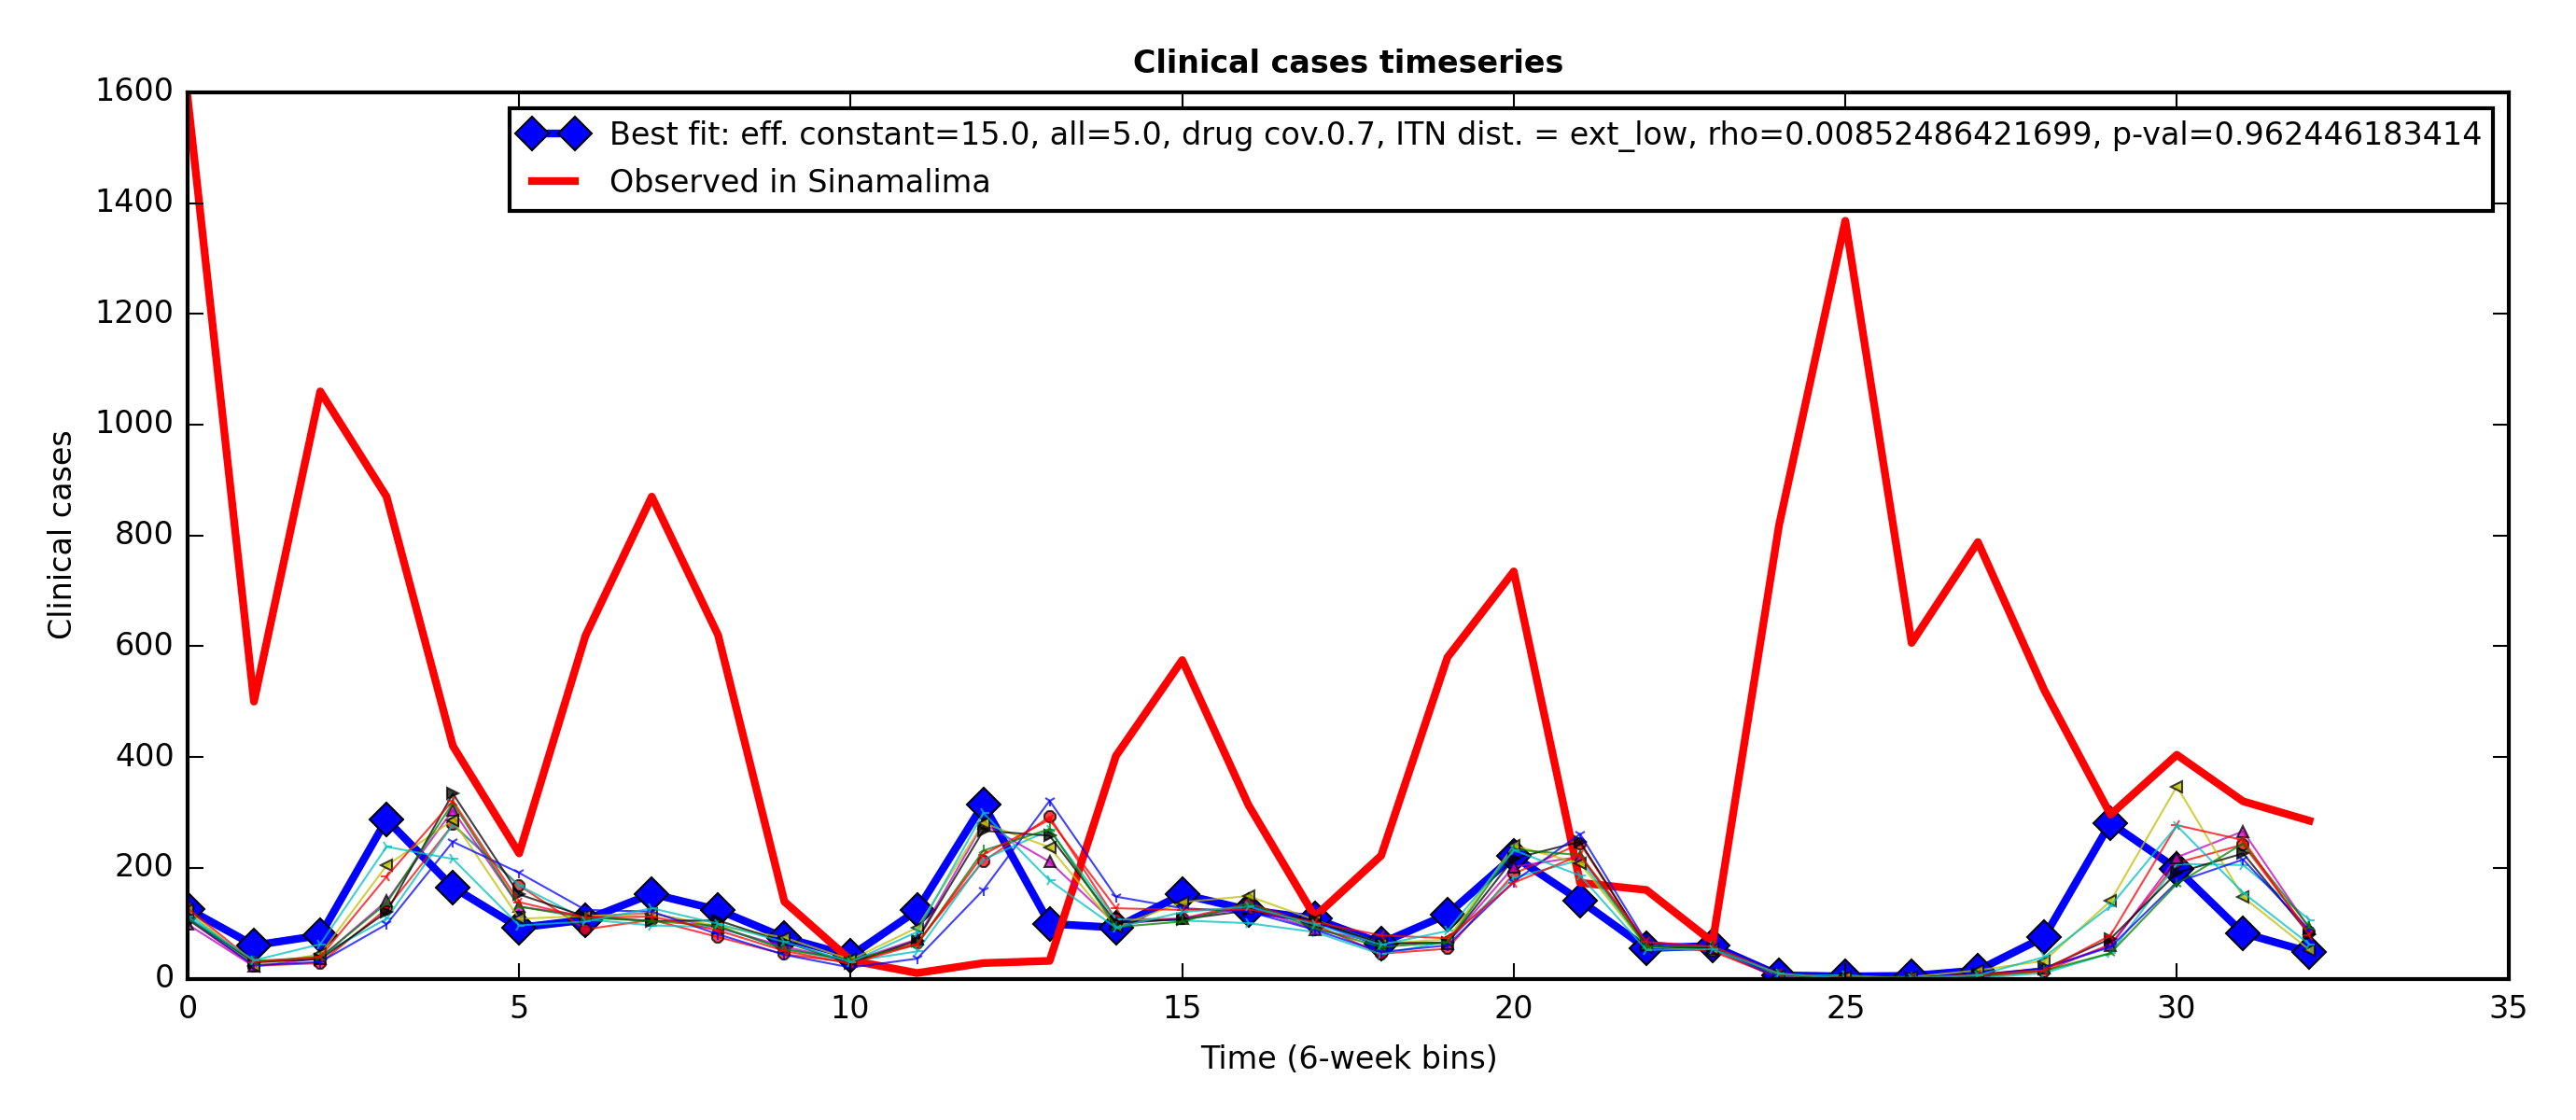 Clinical cases timeseries
1600
1400
1200
1000
800
600
400
200
0
Clinical cases
Best fit: eff. constant=15.0, all=5.0, drug cov.0.7, ITN dist. = ext_low, rho=0.00852486421699, p-val=0.962446183414
Observed in Sinamalima
0 5 10 15 20 25 30 35
Time (6-week bins)